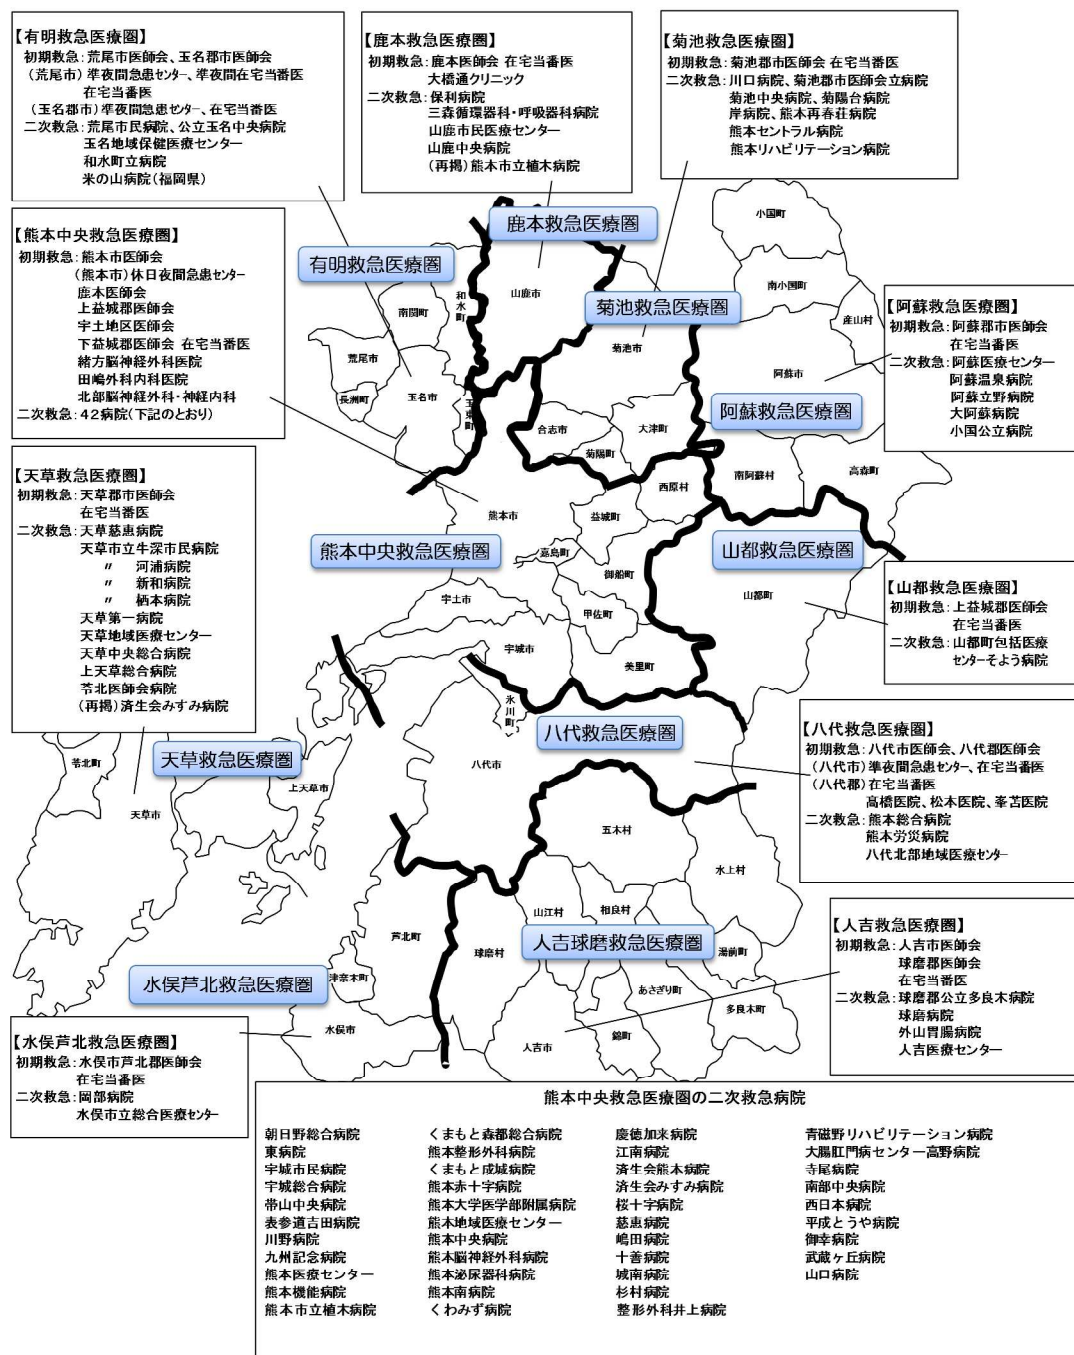 【有明救急医療圏】
初期救急：荒尾市医師会、玉名郡市医師会
（荒尾市）準夜間急患センター、準夜間在宅当番医
在宅当番医
（玉名郡市）準夜間急患センター、在宅当番医
二次救急：荒尾市民病院、公立玉名中央病院
玉名地域保健医療センター
和水町立病院
米の山病院（福岡県）
【鹿本救急医療圏】
初期救急：鹿本医師会 在宅当番医
大橋通クリニック
二次救急：保利病院
三森循環器科・呼吸器科病院
山鹿市民医療センター
山鹿中央病院
（再掲）熊本市立植木病院
【菊池救急医療圏】
初期救急：菊池郡市医師会 在宅当番医
二次救急：川口病院、菊池郡市医師会立病院
菊池中央病院、菊陽台病院
岸病院、熊本再春荘病院
熊本セントラル病院
熊本リハビリテーション病院
【熊本中央救急医療圏】
初期救急：熊本市医師会
（熊本市）休日夜間急患センター
鹿本医師会
上益城郡医師会
宇土地区医師会
下益城郡医師会 在宅当番医
緒方脳神経外科医院
田嶋外科内科医院
北部脳神経外科・神経内科
二次救急：42病院（下記のとおり）
【阿蘇救急医療圏】
初期救急：阿蘇郡市医師会
在宅当番医
二次救急：阿蘇医療センター
阿蘇温泉病院
阿蘇立野病院
大阿蘇病院
小国公立病院
【天草救急医療圏】
初期救急：天草郡市医師会
在宅当番医
二次救急：天草慈恵病院
天草市立牛深市民病院
〃 河浦病院
〃 新和病院
〃 栖本病院
天草第一病院
天草地域医療センター
天草中央総合病院
上天草総合病院
苓北医師会病院
（再掲）済生会みすみ病院
【山都救急医療圏】
初期救急：上益城郡医師会
在宅当番医
二次救急：山都町包括医療
センターそよう病院
【八代救急医療圏】
初期救急：八代市医師会、八代郡医師会
（八代市）準夜間急患センター、在宅当番医
（八代郡）在宅当番医
高橋医院、松本医院、峯苫医院
二次救急：熊本総合病院
熊本労災病院
八代北部地域医療センター
【人吉救急医療圏】
初期救急：人吉市医師会
球磨郡医師会
在宅当番医
二次救急：球磨郡公立多良木病院
球磨病院
外山胃腸病院
人吉医療センター
【水俣芦北救急医療圏】
初期救急：水俣市芦北郡医師会
在宅当番医
二次救急：岡部病院
水俣市立総合医療センター
鹿本救急医療圏
有明救急医療圏
菊池救急医療圏
阿蘇救急医療圏
熊本中央救急医療圏
山都救急医療圏
八代救急医療圏
天草救急医療圏
人吉球磨救急医療圏
水俣芦北救急医療圏
小国町
南小国町
産山村
阿蘇市
山鹿市
和水町
南関町
荒尾市
長洲町
玉名市
玉東町
菊池市
合志市
大津町
菊陽町
西原村
南阿蘇村
高森町
熊本市
益城町
嘉島町
御船町
山都町
宇土市
甲佐町
宇城市
美里町
氷川町
八代市
苓北町
天草市
上天草市
五木村
水上村
山江村
相良村
芦北町
球磨村
湯前町
あさぎり町
多良木町
津奈木町
水俣市
人吉市
錦町
熊本中央救急医療圏の二次救急病院
朝日野総合病院
東病院
宇城市民病院
宇城総合病院
帯山中央病院
表参道吉田病院
川野病院
九州記念病院
熊本医療センター
熊本機能病院
熊本市立植木病院
くまもと森都総合病院
熊本整形外科病院
くまもと成城病院
熊本赤十字病院
熊本大学医学部附属病院
熊本地域医療センター
熊本中央病院
熊本脳神経外科病院
熊本泌尿器科病院
熊本南病院
くわみず病院
慶徳加来病院
江南病院
済生会熊本病院
済生会みすみ病院
桜十字病院
慈恵病院
嶋田病院
十善病院
城南病院
杉村病院
整形外科井上病院
青磁野リハビリテーション病院
大腸肛門病センター高野病院
寺尾病院
南部中央病院
西日本病院
平成とうや病院
御幸病院
武蔵ヶ丘病院
山口病院